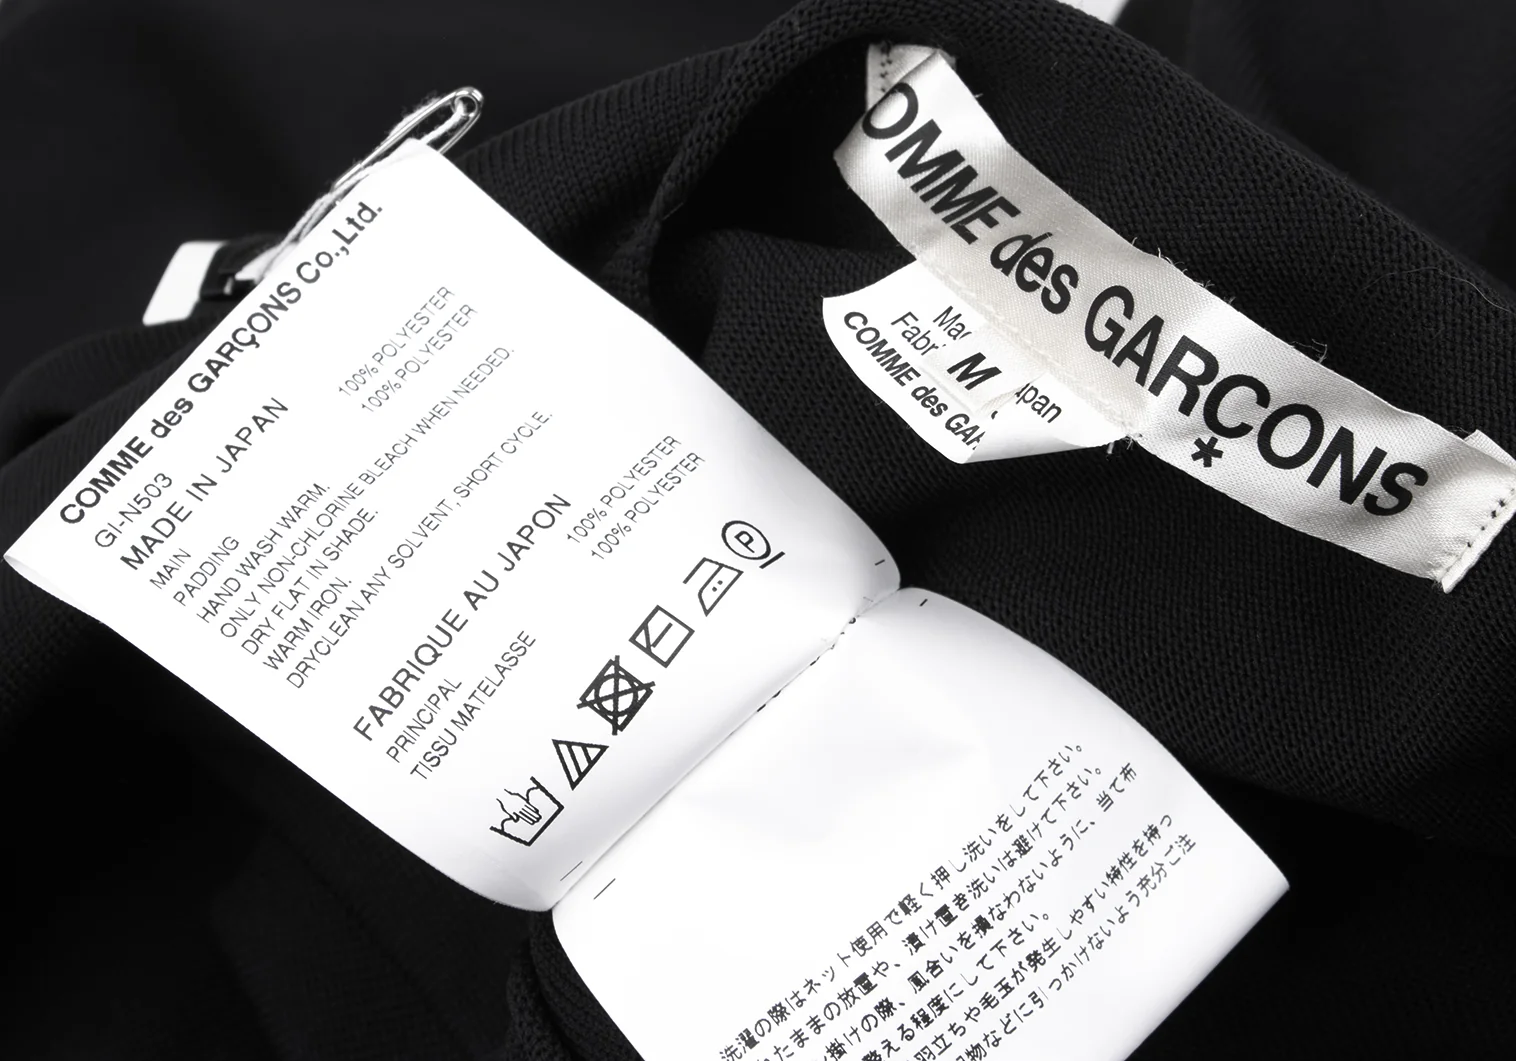 COMME des GARÇONS Co.,Ltd.
GI-N503
MADE IN JAPAN
MAIN 100% POLYESTER
PADDING 100% POLYESTER
HAND WASH WARM.
ONLY NON-CHLORINE BLEACH WHEN NEEDED.
DRY FLAT IN SHADE.
WARM IRON.
DRYCLEAN ANY SOLVENT, SHORT CYCLE.
FABRIQUE AU JAPON
PRINCIPAL 100% POLYESTER
TISSU MATELASSE 100% POLYESTER
P
OMME des GARÇONS
*
M
pan
COMME des GAR
洗濯の際はネット使用で軽く押し洗いをして下さい。
たままの放置や、漬け置き洗いは避けて下さい。
掛けの際、風合いを損なわないように、当て布
整える程度にして下さい。
羽立ちや毛玉が発生しやすい特性を持っ
物などに引っかけないよう充分ご注